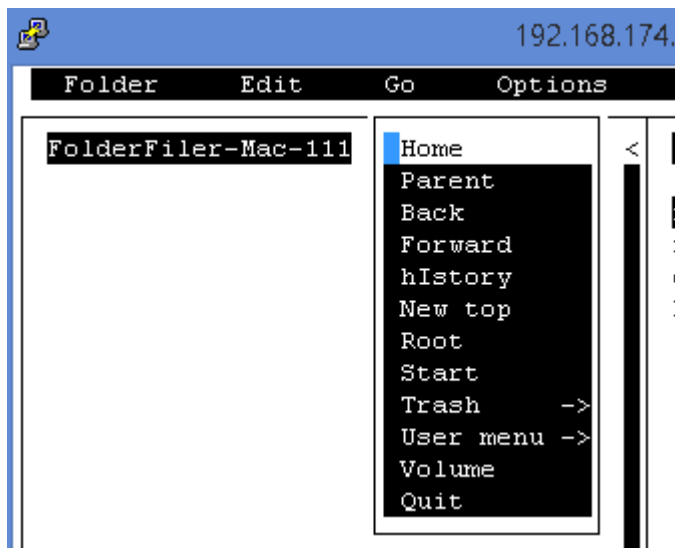 192.168.174.
Folder Edit Go Options
FolderFiler-Mac-111
Home
<
Parent
Back
Forward
hIstory
New top
Root
Start
Trash ->
User menu ->
Volume
Quit